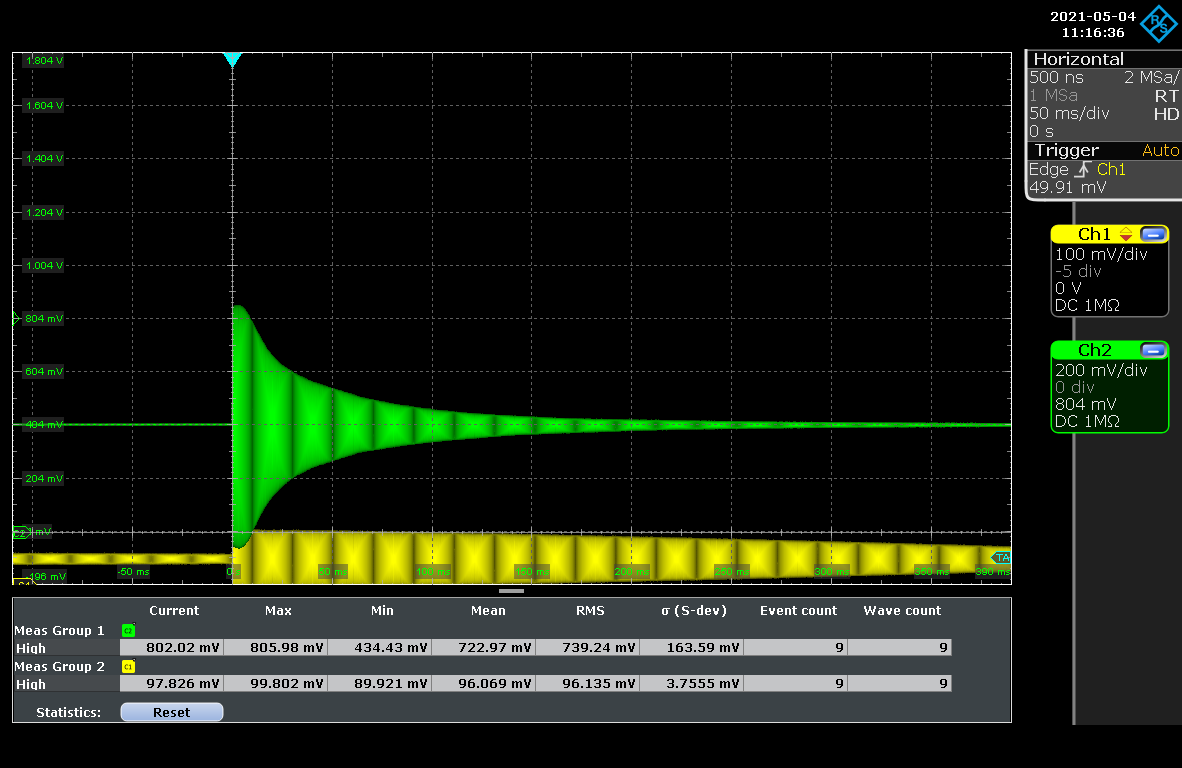 2021-05-04
11:16:36
R S
Horizontal
500 ns 2 MSa/
1 MSa RT
50 ms/div HD
0 s
Trigger Auto
Edge Ch1
49.91 mV
Ch1
100 mV/div
-5 div
0 V
DC 1MΩ
Ch2
200 mV/div
0 div
804 mV
DC 1MΩ
1.804 V
1.604 V
1.404 V
1.204 V
1.004 V
804 mV
604 mV
404 mV
204 mV
C2 mV
-196 mV
TA
-50 ms 0 s 50 ms 100 ms 150 ms 200 ms 250 ms 300 ms 350 ms 390 ms
Current Max Min Mean RMS σ (S-dev) Event count Wave count
Meas Group 1 C2
High 802.02 mV 805.98 mV 434.43 mV 722.97 mV 739.24 mV 163.59 mV 9 9
Meas Group 2 C1
High 97.826 mV 99.802 mV 89.921 mV 96.069 mV 96.135 mV 3.7555 mV 9 9
Statistics: Reset